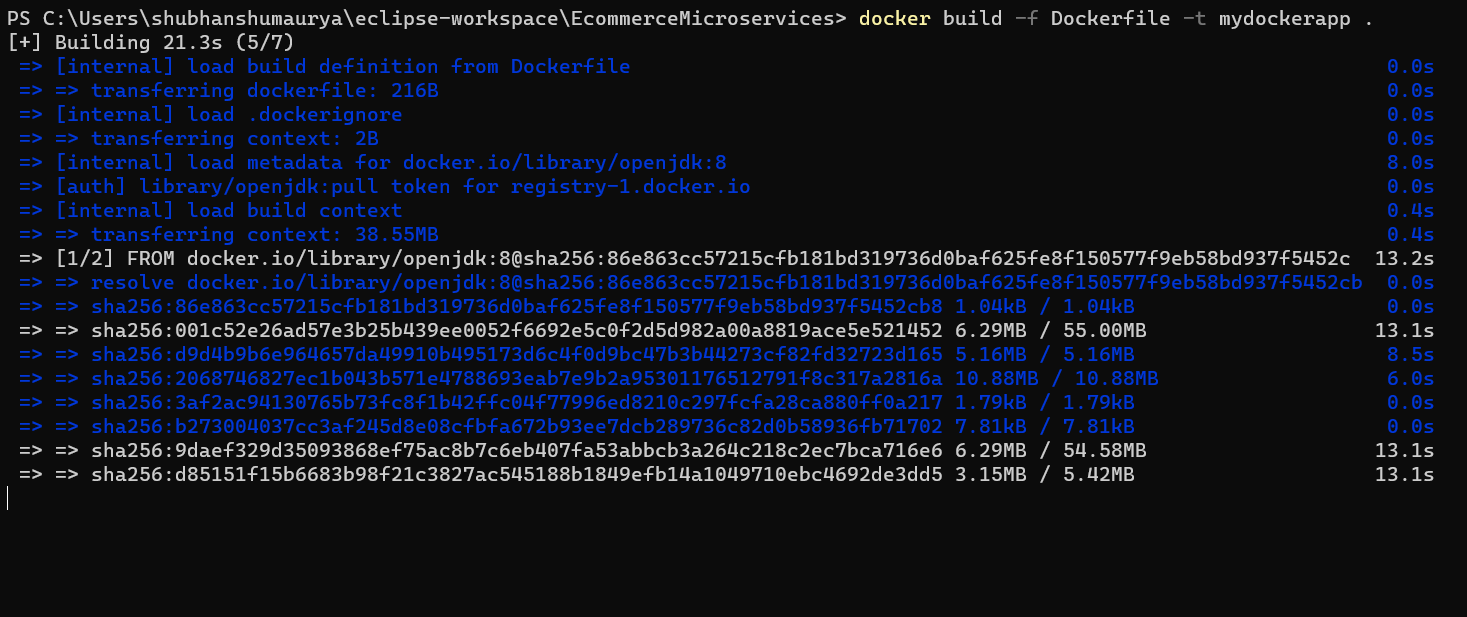 PS C:\Users\shubhanshumaurya\eclipse-workspace\EcommerceMicroservices> docker build -f Dockerfile -t mydockerapp .
[+] Building 21.3s (5/7)
=> [internal] load build definition from Dockerfile 0.0s
=> => transferring dockerfile: 216B 0.0s
=> [internal] load .dockerignore 0.0s
=> => transferring context: 2B 0.0s
=> [internal] load metadata for docker.io/library/openjdk:8 8.0s
=> [auth] library/openjdk:pull token for registry-1.docker.io 0.0s
=> [internal] load build context 0.4s
=> => transferring context: 38.55MB 0.4s
=> [1/2] FROM docker.io/library/openjdk:8@sha256:86e863cc57215cfb181bd319736d0baf625fe8f150577f9eb58bd937f5452c 13.2s
=> => resolve docker.io/library/openjdk:8@sha256:86e863cc57215cfb181bd319736d0baf625fe8f150577f9eb58bd937f5452cb 0.0s
=> => sha256:86e863cc57215cfb181bd319736d0baf625fe8f150577f9eb58bd937f5452cb8 1.04kB / 1.04kB 0.0s
=> => sha256:001c52e26ad57e3b25b439ee0052f6692e5c0f2d5d982a00a8819ace5e521452 6.29MB / 55.00MB 13.1s
=> => sha256:d9d4b9b6e964657da49910b495173d6c4f0d9bc47b3b44273cf82fd32723d165 5.16MB / 5.16MB 8.5s
=> => sha256:2068746827ec1b043b571e4788693eab7e9b2a95301176512791f8c317a2816a 10.88MB / 10.88MB 6.0s
=> => sha256:3af2ac94130765b73fc8f1b42ffc04f77996ed8210c297fcfa28ca880ff0a217 1.79kB / 1.79kB 0.0s
=> => sha256:b273004037cc3af245d8e08cfbfa672b93ee7dcb289736c82d0b58936fb71702 7.81kB / 7.81kB 0.0s
=> => sha256:9daef329d35093868ef75ac8b7c6eb407fa53abbcb3a264c218c2ec7bca716e6 6.29MB / 54.58MB 13.1s
=> => sha256:d85151f15b6683b98f21c3827ac545188b1849efb14a1049710ebc4692de3dd5 3.15MB / 5.42MB 13.1s